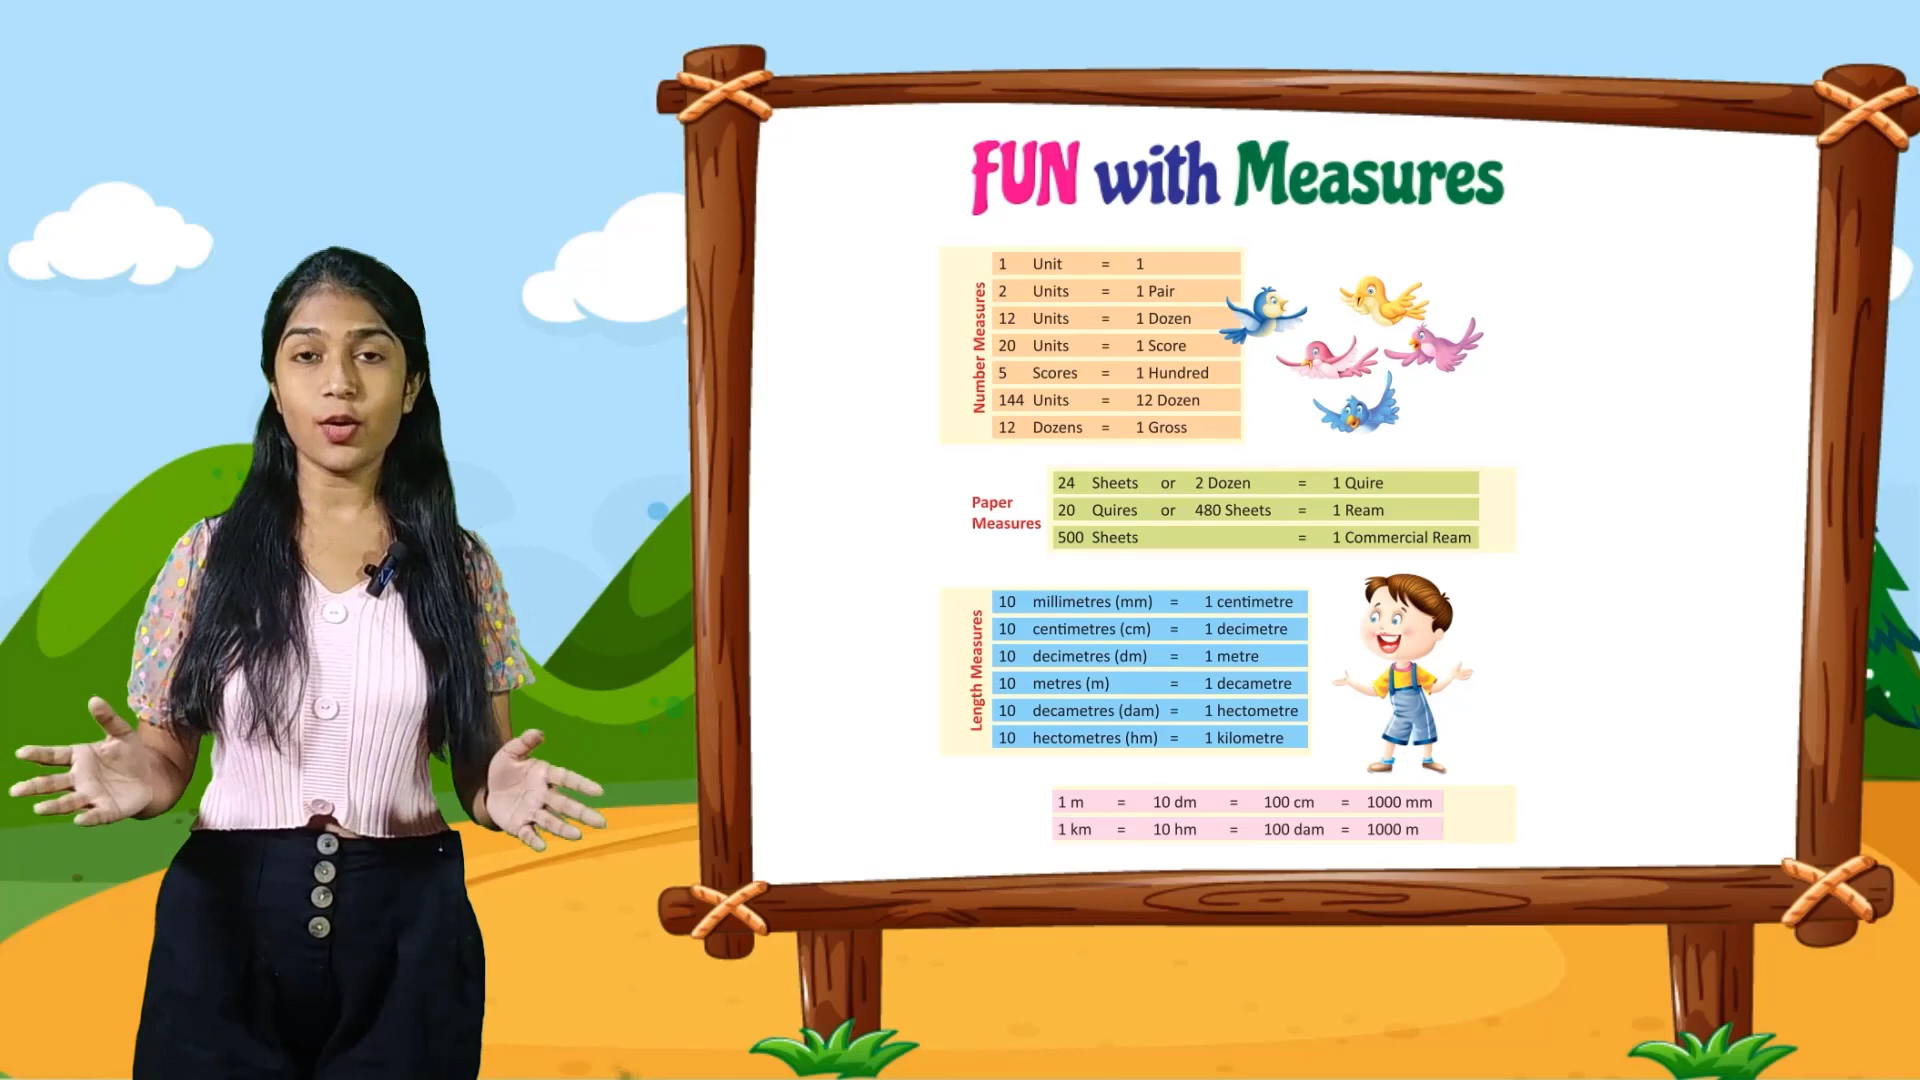 FUN with Measures
Number Measures
1 Unit = 1
2 Units = 1 Pair
12 Units = 1 Dozen
20 Units = 1 Score
5 Scores = 1 Hundred
144 Units = 12 Dozen
12 Dozens = 1 Gross
Paper
Measures
24 Sheets or 2 Dozen = 1 Quire
20 Quires or 480 Sheets = 1 Ream
500 Sheets = 1 Commercial Ream
Length Measures
10 millimetres (mm) = 1 centimetre
10 centimetres (cm) = 1 decimetre
10 decimetres (dm) = 1 metre
10 metres (m) = 1 decametre
10 decametres (dam) = 1 hectometre
10 hectometres (hm) = 1 kilometre
1 m = 10 dm = 100 cm = 1000 mm
1 km = 10 hm = 100 dam = 1000 m